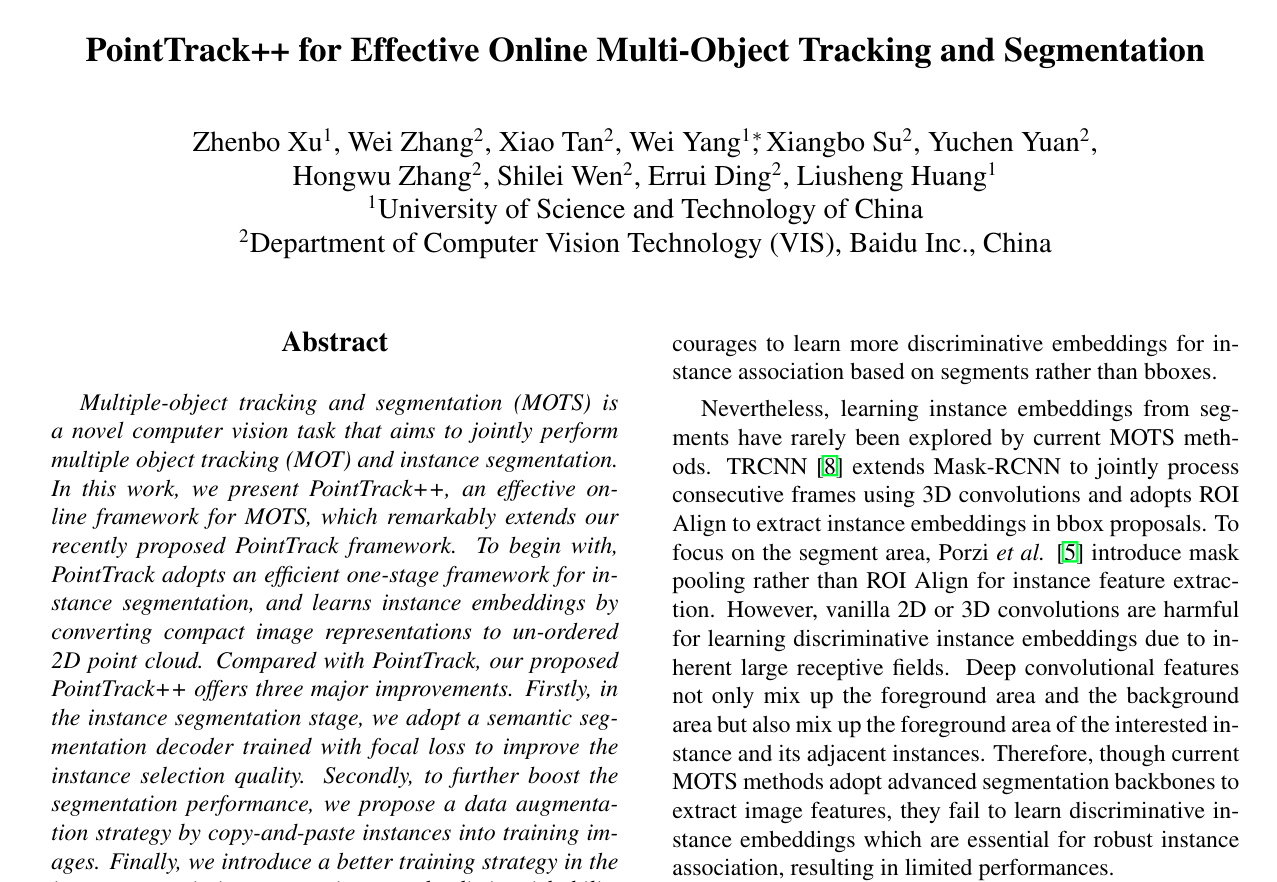 PointTrack++ for Effective Online Multi-Object Tracking and Segmentation
Zhenbo Xu1, Wei Zhang2, Xiao Tan2, Wei Yang1*, Xiangbo Su2, Yuchen Yuan2,
Hongwu Zhang2, Shilei Wen2, Errui Ding2, Liusheng Huang1
1University of Science and Technology of China
2Department of Computer Vision Technology (VIS), Baidu Inc., China
Abstract
Multiple-object tracking and segmentation (MOTS) is
a novel computer vision task that aims to jointly perform
multiple object tracking (MOT) and instance segmentation.
In this work, we present PointTrack++, an effective on-
line framework for MOTS, which remarkably extends our
recently proposed PointTrack framework. To begin with,
PointTrack adopts an efficient one-stage framework for in-
stance segmentation, and learns instance embeddings by
converting compact image representations to un-ordered
2D point cloud. Compared with PointTrack, our proposed
PointTrack++ offers three major improvements. Firstly, in
the instance segmentation stage, we adopt a semantic seg-
mentation decoder trained with focal loss to improve the
instance selection quality. Secondly, to further boost the
segmentation performance, we propose a data augmenta-
tion strategy by copy-and-paste instances into training im-
ages. Finally, we introduce a better training strategy in the
courages to learn more discriminative embeddings for in-
stance association based on segments rather than bboxes.
Nevertheless, learning instance embeddings from seg-
ments have rarely been explored by current MOTS meth-
ods. TRCNN [8] extends Mask-RCNN to jointly process
consecutive frames using 3D convolutions and adopts ROI
Align to extract instance embeddings in bbox proposals. To
focus on the segment area, Porzi et al. [5] introduce mask
pooling rather than ROI Align for instance feature extrac-
tion. However, vanilla 2D or 3D convolutions are harmful
for learning discriminative instance embeddings due to in-
herent large receptive fields. Deep convolutional features
not only mix up the foreground area and the background
area but also mix up the foreground area of the interested in-
stance and its adjacent instances. Therefore, though current
MOTS methods adopt advanced segmentation backbones to
extract image features, they fail to learn discriminative in-
stance embeddings which are essential for robust instance
association, resulting in limited performances.